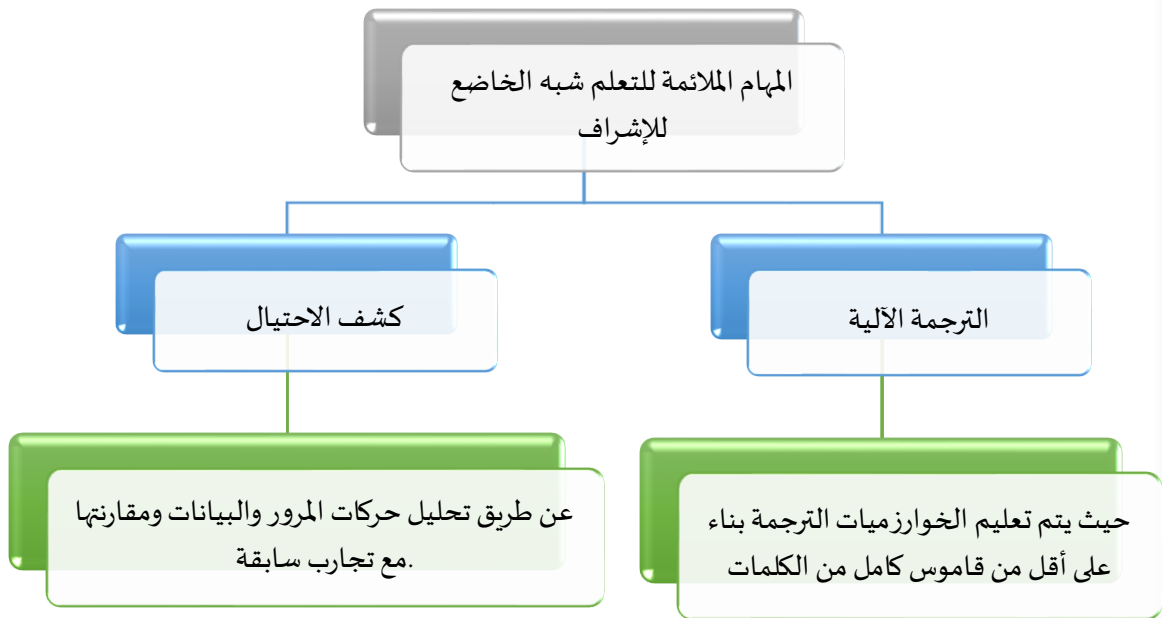 المهام الملائمة للتعلم شبه الخاضع
للإشراف
الترجمة الآلية
كشف الاحتيال
حيث يتم تعليم الخوارزميات الترجمة بناء
على أقل من قاموس كامل من الكلمات
عن طريق تحليل حركات المرور والبيانات ومقارنتها
.مع تجارب سابقة